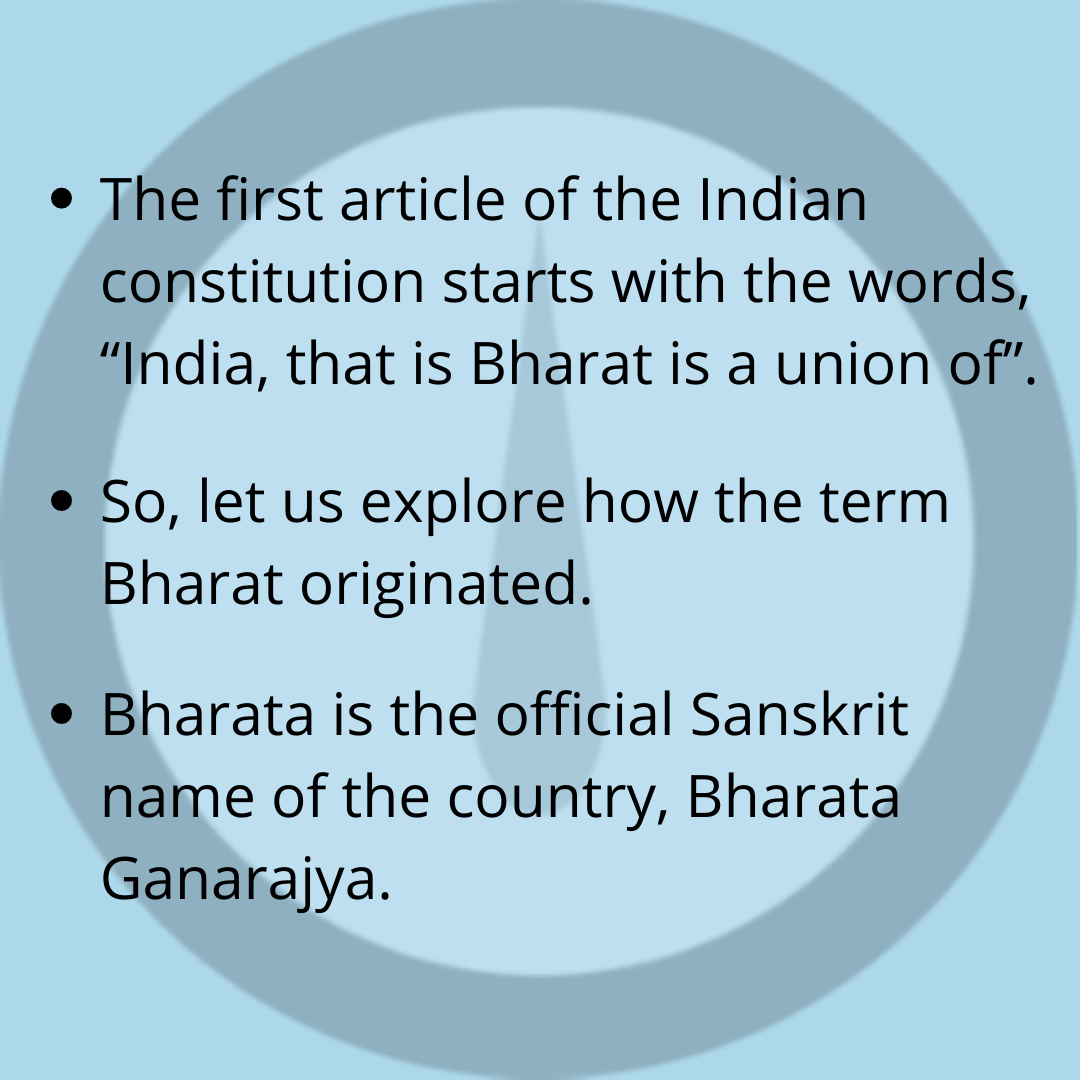 • The first article of the Indian
constitution starts with the words,
“India, that is Bharat is a union of”.
• So, let us explore how the term
Bharat originated.
• Bharata is the official Sanskrit
name of the country, Bharata
Ganarajya.